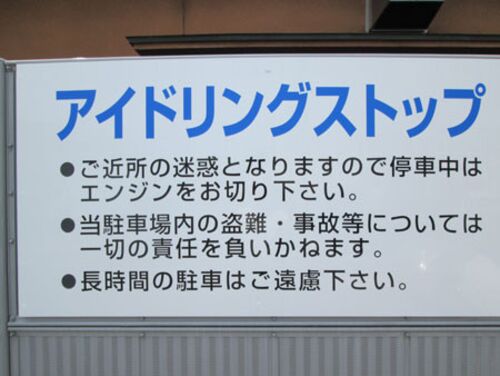 アイドリングストップ
●ご近所の迷惑となりますので停車中は
エンジンをお切り下さい。
●当駐車場内の盗難・事故等については
一切の責任を負いかねます。
●長時間の駐車はご遠慮下さい。